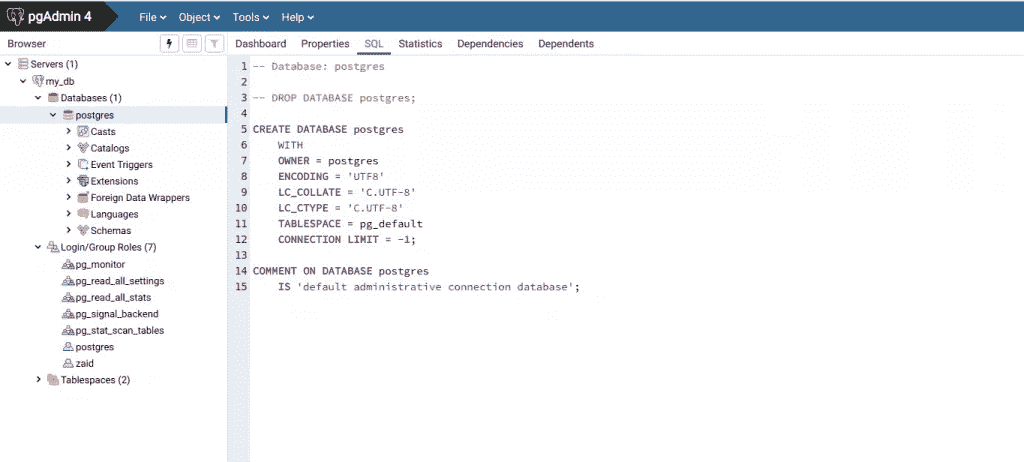 pgAdmin 4
File Object Tools Help
Browser
Dashboard Properties SQL Statistics Dependencies Dependents
Servers (1)
my_db
Databases (1)
postgres
Casts
Catalogs
Event Triggers
Extensions
Foreign Data Wrappers
Languages
Schemas
Login/Group Roles (7)
pg_monitor
pg_read_all_settings
pg_read_all_stats
pg_signal_backend
pg_stat_scan_tables
postgres
zaid
Tablespaces (2)
1 -- Database: postgres
2
3 -- DROP DATABASE postgres;
4
5 CREATE DATABASE postgres
6 WITH
7 OWNER = postgres
8 ENCODING = 'UTF8'
9 LC_COLLATE = 'C.UTF-8'
10 LC_CTYPE = 'C.UTF-8'
11 TABLESPACE = pg_default
12 CONNECTION LIMIT = -1;
13
14 COMMENT ON DATABASE postgres
15 IS 'default administrative connection database';